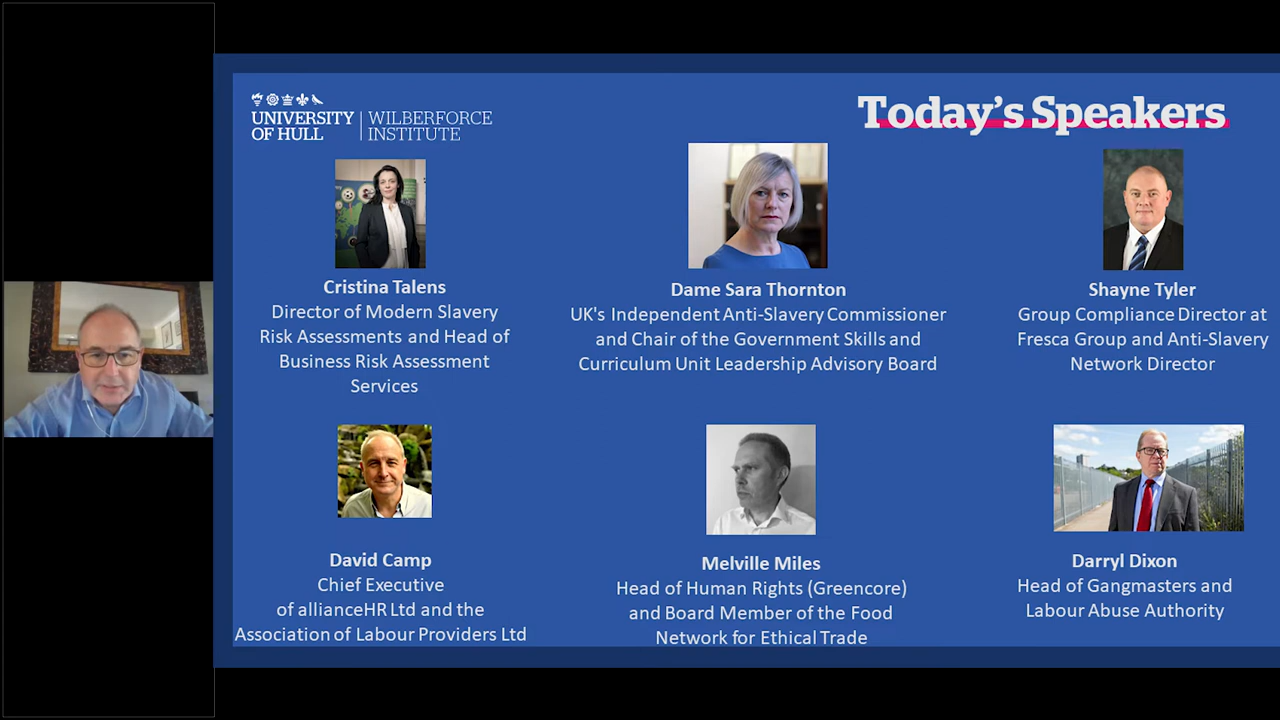 UNIVERSITY
OF HULL
WILBERFORCE
INSTITUTE
Today's Speakers
Cristina Talens
Director of Modern Slavery
Risk Assessments and Head of
Business Risk Assessment
Services
Dame Sara Thornton
UK's Independent Anti-Slavery Commissioner
and Chair of the Government Skills and
Curriculum Unit Leadership Advisory Board
Shayne Tyler
Group Compliance Director at
Fresca Group and Anti-Slavery
Network Director
David Camp
Chief Executive
of allianceHR Ltd and the
Association of Labour Providers Ltd
Melville Miles
Head of Human Rights (Greencore)
and Board Member of the Food
Network for Ethical Trade
Darryl Dixon
Head of Gangmasters and
Labour Abuse Authority